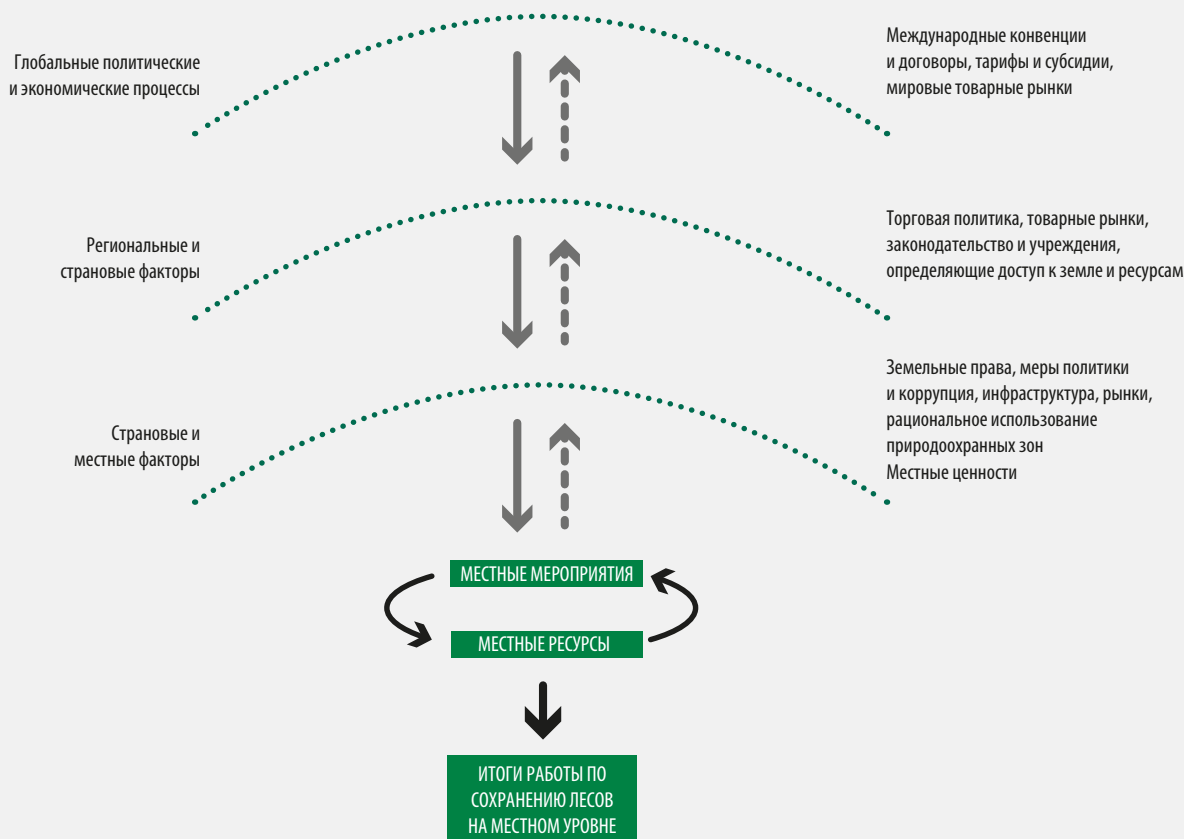 Глобальные политические
и экономические процессы
Международные конвенции
и договоры, тарифы и субсидии,
мировые товарные рынки
Региональные и
страновые факторы
Торговая политика, товарные рынки,
законодательство и учреждения,
определяющие доступ к земле и ресурсам
Страновые и
местные факторы
Земельные права, меры политики
и коррупция, инфраструктура, рынки,
рациональное использование
природоохранных зон
Местные ценности
МЕСТНЫЕ МЕРОПРИЯТИЯ
МЕСТНЫЕ РЕСУРСЫ
ИТОГИ РАБОТЫ ПО
СОХРАНЕНИЮ ЛЕСОВ
НА МЕСТНОМ УРОВНЕ